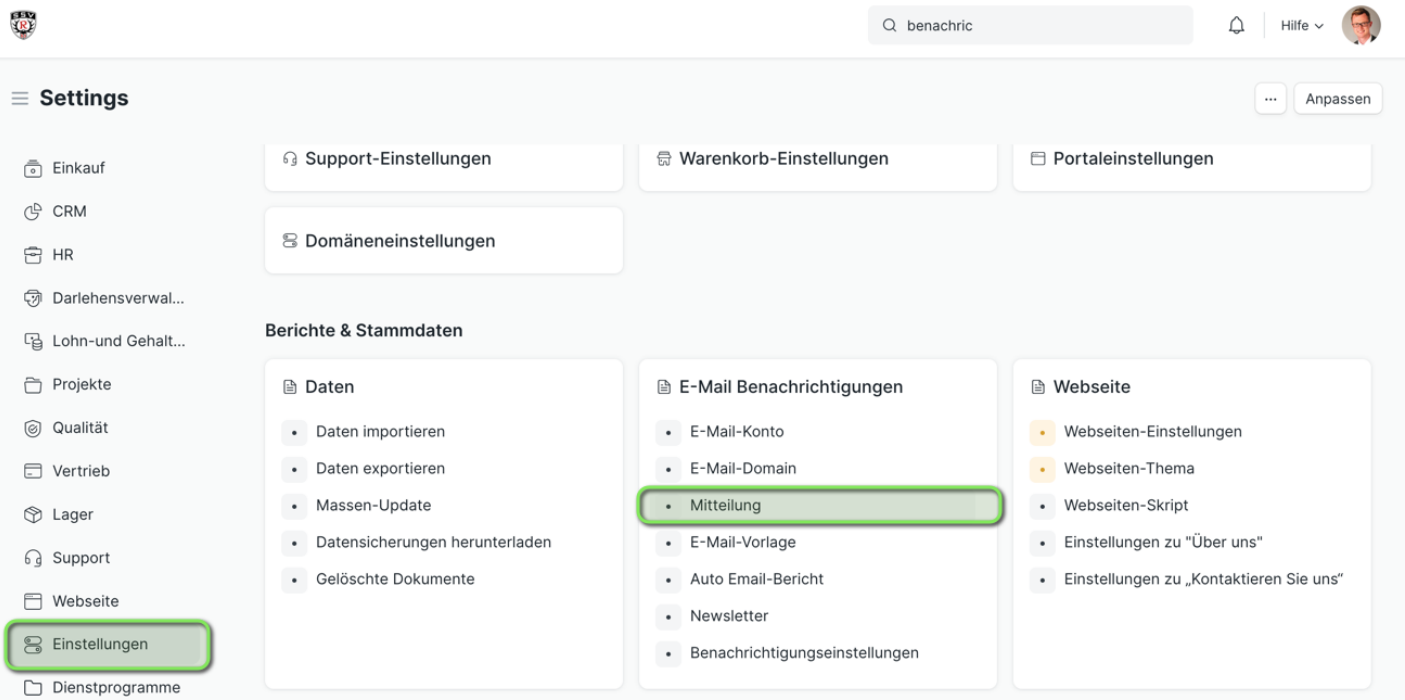 SSV
R
benachric
Hilfe
Settings
...
Anpassen
Einkauf
CRM
HR
Darlehensverwal...
Lohn-und Gehalt...
Projekte
Qualität
Vertrieb
Lager
Support
Webseite
Einstellungen
Dienstprogramme
Support-Einstellungen
Warenkorb-Einstellungen
Portaleinstellungen
Domäneneinstellungen
Berichte & Stammdaten
Daten
Daten importieren
Daten exportieren
Massen-Update
Datensicherungen herunterladen
Gelöschte Dokumente
E-Mail Benachrichtigungen
E-Mail-Konto
E-Mail-Domain
Mitteilung
E-Mail-Vorlage
Auto Email-Bericht
Newsletter
Benachrichtigungseinstellungen
Webseite
Webseiten-Einstellungen
Webseiten-Thema
Webseiten-Skript
Einstellungen zu "Über uns"
Einstellungen zu „Kontaktieren Sie uns“